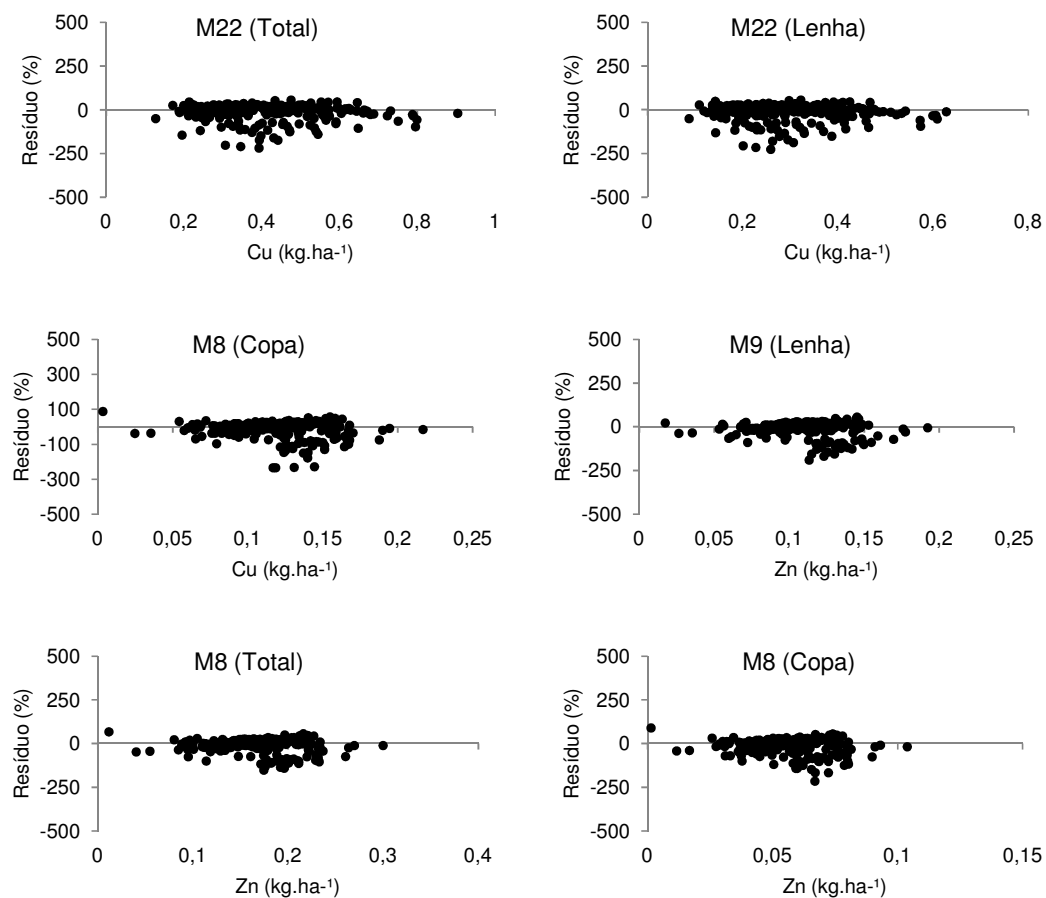 M22 (Total)
500
250
0
-250
-500
Resíduo (%)
0 0,2 0,4 0,6 0,8 1
Cu (kg.ha-¹)
M22 (Lenha)
500
250
0
-250
-500
Resíduo (%)
0 0,2 0,4 0,6 0,8
Cu (kg.ha-¹)
M8 (Copa)
500
300
100
-100
-300
-500
Resíduo (%)
0 0,05 0,1 0,15 0,2 0,25
Cu (kg.ha-¹)
M9 (Lenha)
500
250
0
-250
-500
Resíduo (%)
0 0,05 0,1 0,15 0,2 0,25
Zn (kg.ha-¹)
M8 (Total)
500
250
0
-250
-500
Resíduo (%)
0 0,1 0,2 0,3 0,4
Zn (kg.ha-¹)
M8 (Copa)
500
250
0
-250
-500
Resíduo (%)
0 0,05 0,1 0,15
Zn (kg.ha-¹)